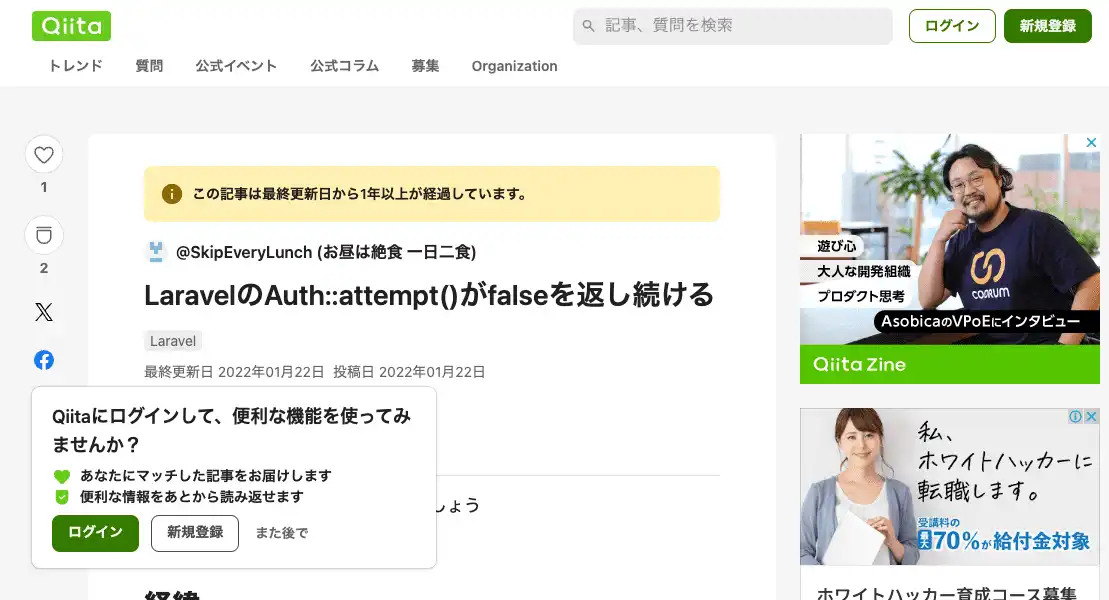 Qiita
記事、質問を検索
ログイン
新規登録
トレンド
質問
公式イベント
公式コラム
募集
Organization
1
2
この記事は最終更新日から1年以上が経過しています。
@SkipEveryLunch (お昼は絶食 一日二食)
LaravelのAuth::attempt()がfalseを返し続ける
Laravel
最終更新日 2022年01月22日 投稿日 2022年01月22日
Qiitaにログインして、便利な機能を使ってみ
ませんか？
あなたにマッチした記事をお届けします
便利な情報をあとから読み返せます
ログイン
新規登録
また後で
しょう
経緯
遊び心
大人な開発組織
プロダクト思考
COORUM
AsobicaのVPoEにインタビュー
Qiita Zine
私、
ホワイトハッカーに
転職します。
受講料の
最大70%が給付金対象
ホワイトハッカー育成コース募集